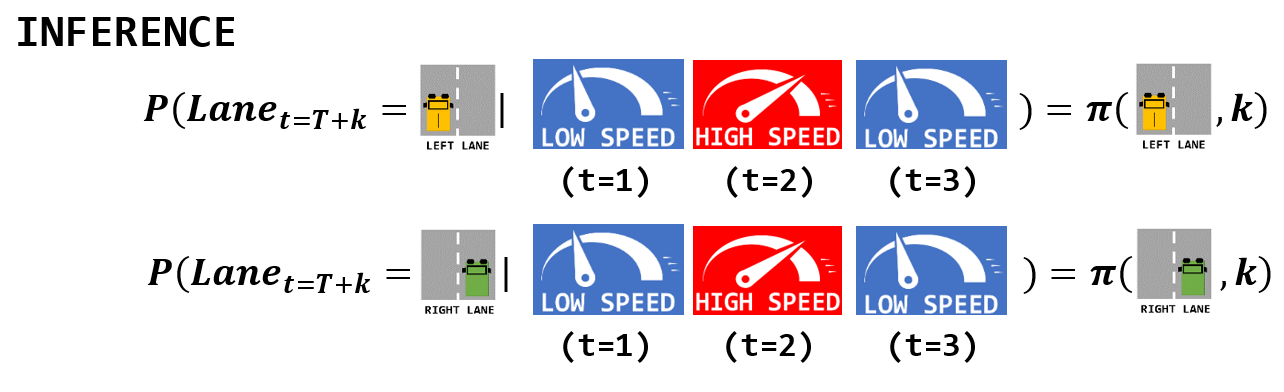 INFERENCE
P(Lane_{t=T+k} = LEFT LANE | LOW SPEED HIGH SPEED LOW SPEED ) = π( LEFT LANE , k)
(t=1) (t=2) (t=3)
P(Lane_{t=T+k} = RIGHT LANE | LOW SPEED HIGH SPEED LOW SPEED ) = π( RIGHT LANE , k)
(t=1) (t=2) (t=3)